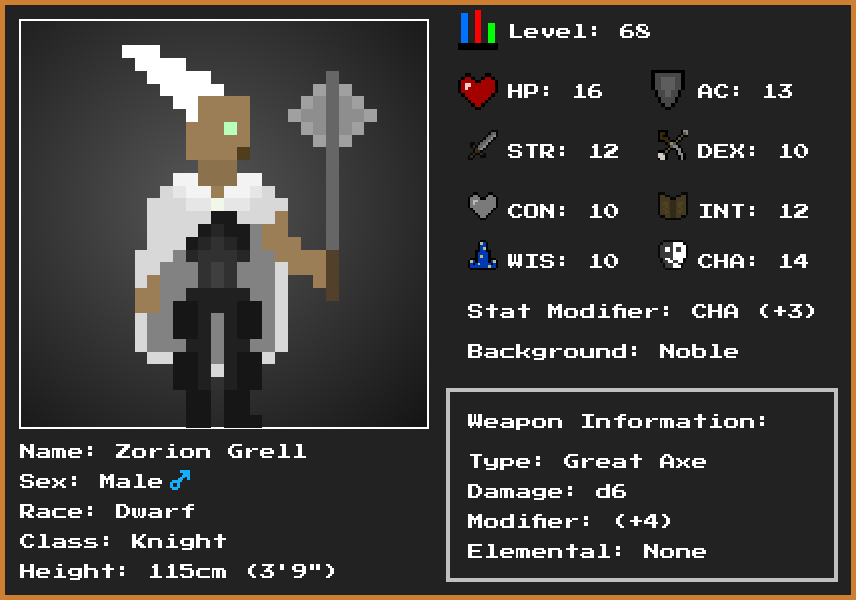 Level: 68
HP: 16
AC: 13
STR: 12
DEX: 10
CON: 10
INT: 12
WIS: 10
CHA: 14
Stat Modifier: CHA (+3)
Background: Noble
Weapon Information:
Type: Great Axe
Damage: d6
Modifier: (+4)
Elemental: None
Name: Zorion Grell
Sex: Male ♂
Race: Dwarf
Class: Knight
Height: 115cm (3'9")